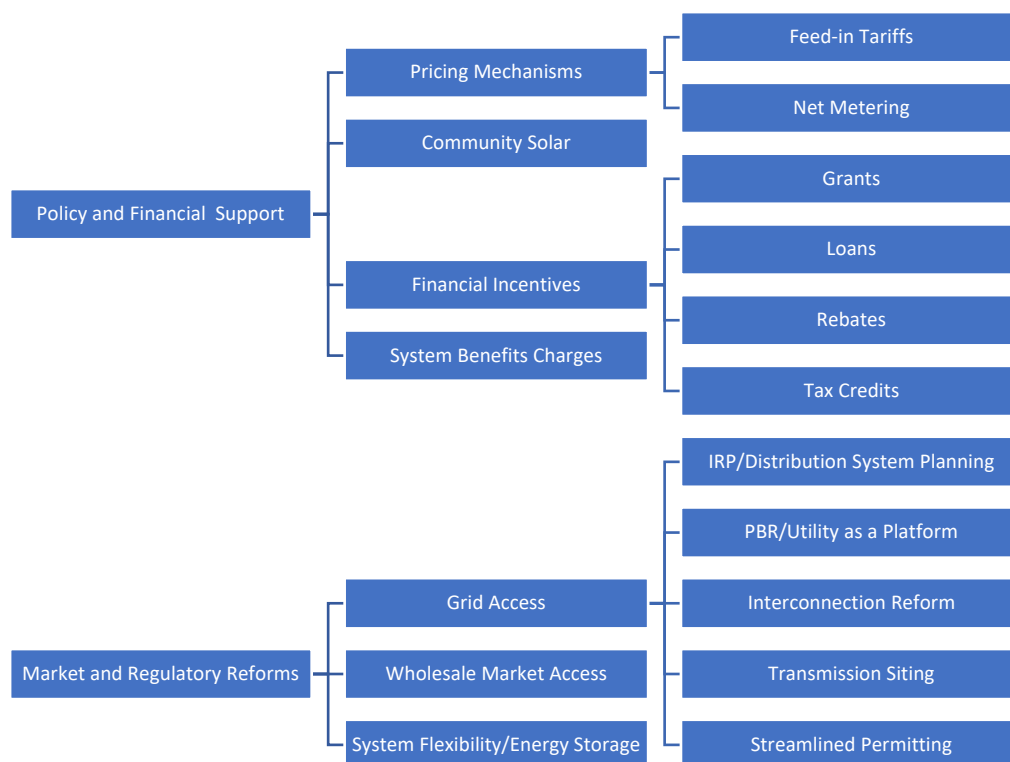 Feed-in Tariffs
Pricing Mechanisms
Net Metering
Community Solar
Grants
Policy and Financial  Support
Loans
Financial Incentives
Rebates
System Benefits Charges
Tax Credits
IRP/Distribution System Planning
PBR/Utility as a Platform
Grid Access
Interconnection Reform
Market and Regulatory Reforms
Wholesale Market Access
Transmission Siting
System Flexibility/Energy Storage
Streamlined Permitting